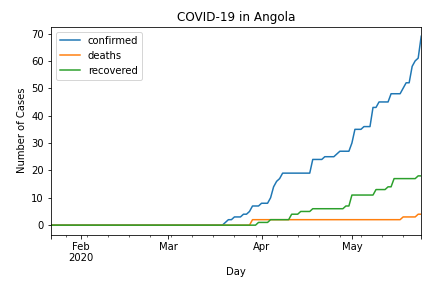 COVID-19 in Angola
confirmed
deaths
recovered
Number of Cases
70
60
50
40
30
20
10
0
Feb
2020
Mar
Apr
May
Day